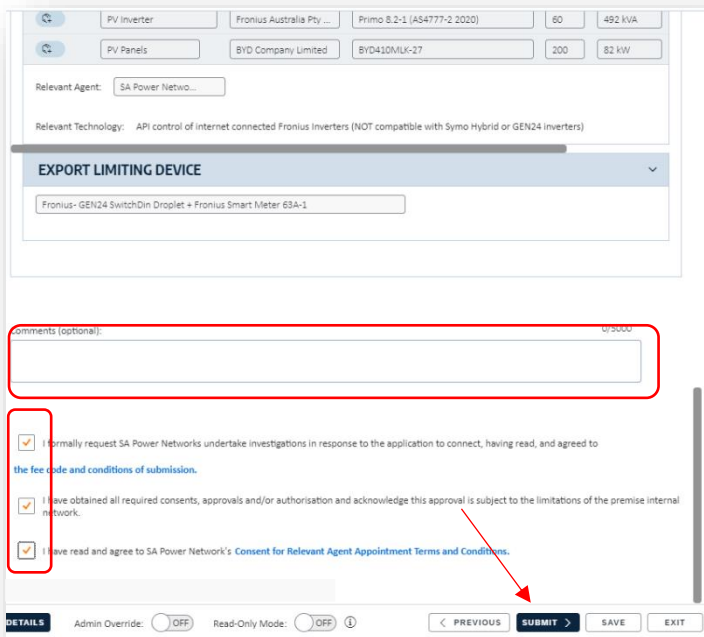 PV Inverter Fronius Australia Pty ... Primo 8.2-1 (AS4777-2 2020) 60 492 kVA
PV Panels BYD Company Limited BYD410MLK-27 200 82 kW
Relevant Agent: SA Power Netwo...
Relevant Technology: API control of internet connected Fronius Inverters (NOT compatible with Symo Hybrid or GEN24 inverters)
EXPORT LIMITING DEVICE
Fronius- GEN24 SwitchDin Droplet + Fronius Smart Meter 63A-1
Comments (optional): 0/5000
I formally request SA Power Networks undertake investigations in response to the application to connect, having read, and agreed to
the fee code and conditions of submission.
I have obtained all required consents, approvals and/or authorisation and acknowledge this approval is subject to the limitations of the premise internal
network.
I have read and agree to SA Power Network's Consent for Relevant Agent Appointment Terms and Conditions.
DETAILS Admin Override: OFF Read-Only Mode: OFF < PREVIOUS SUBMIT > SAVE EXIT